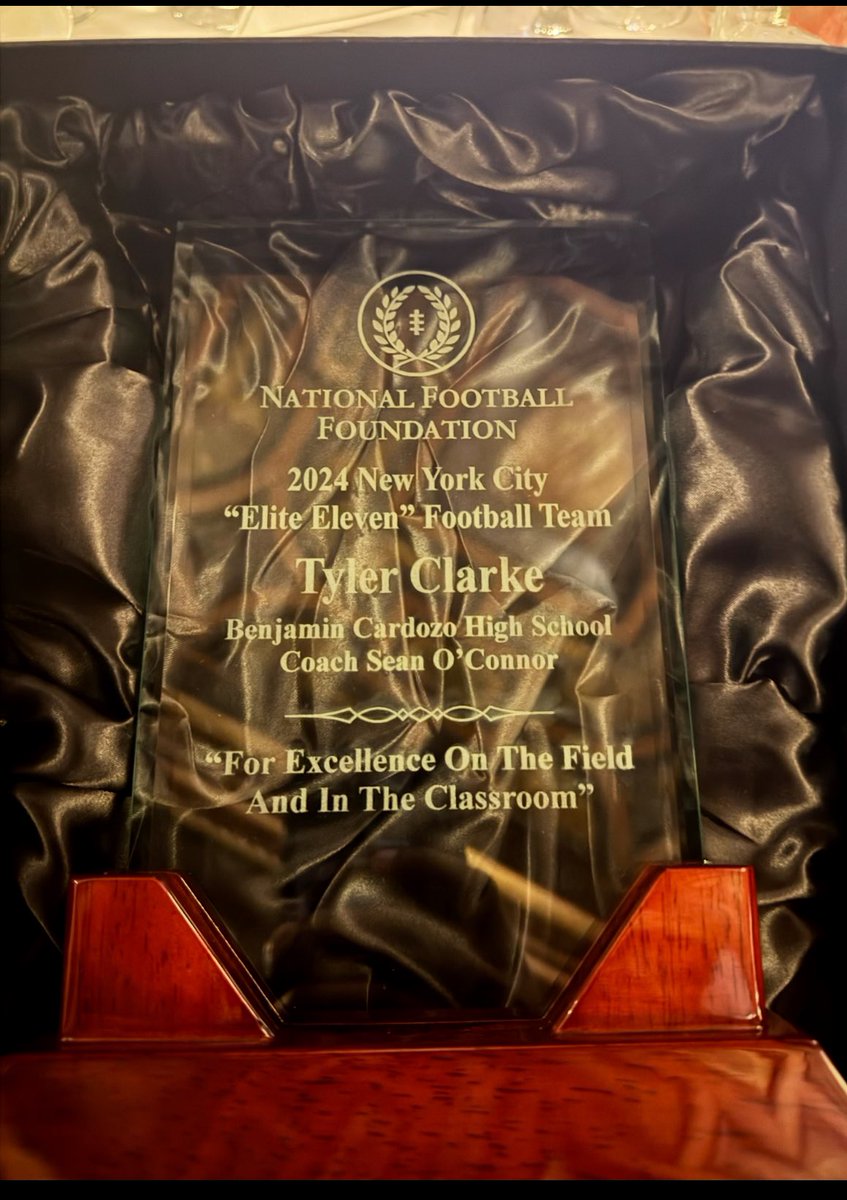 National Football
Foundation
2024 New York City
“Elite Eleven” Football Team
Tyler Clarke
Benjamin Cardozo High School
Coach Sean O’Connor
“For Excellence On The Field
And In The Classroom”